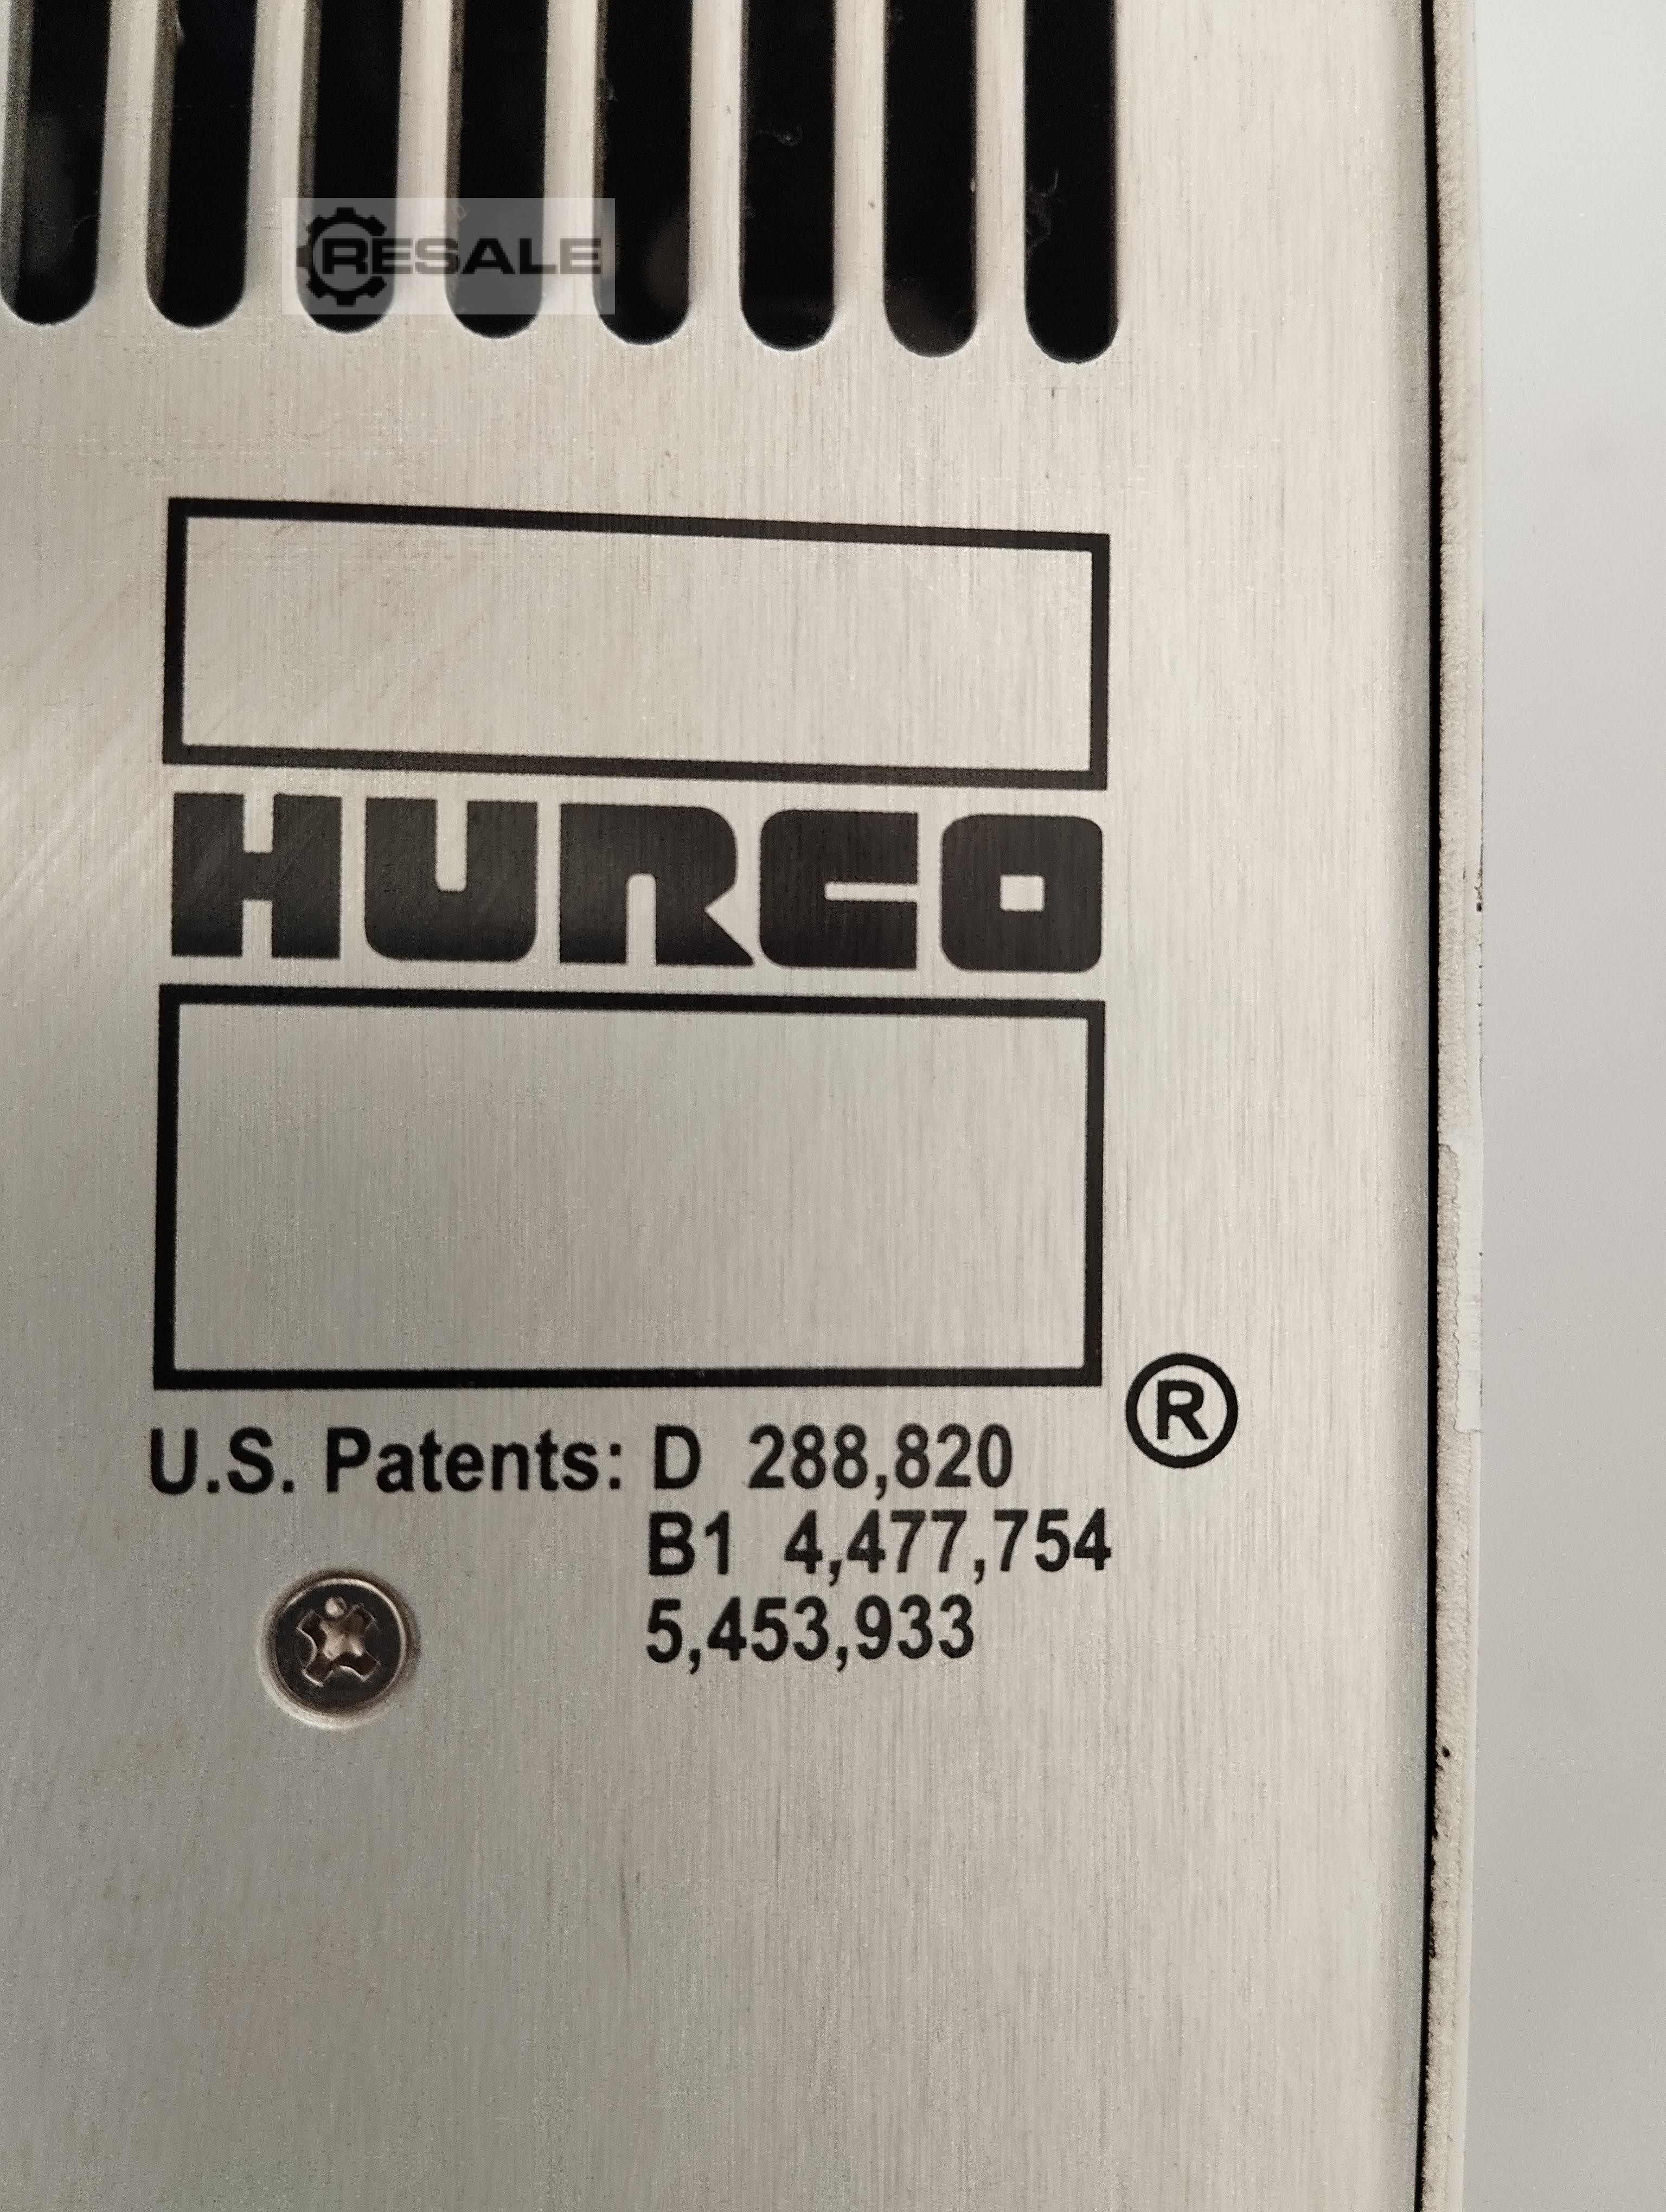 RESALE
HURCO
®
U.S. Patents: D 288,820
B1 4,477,754
5,453,933